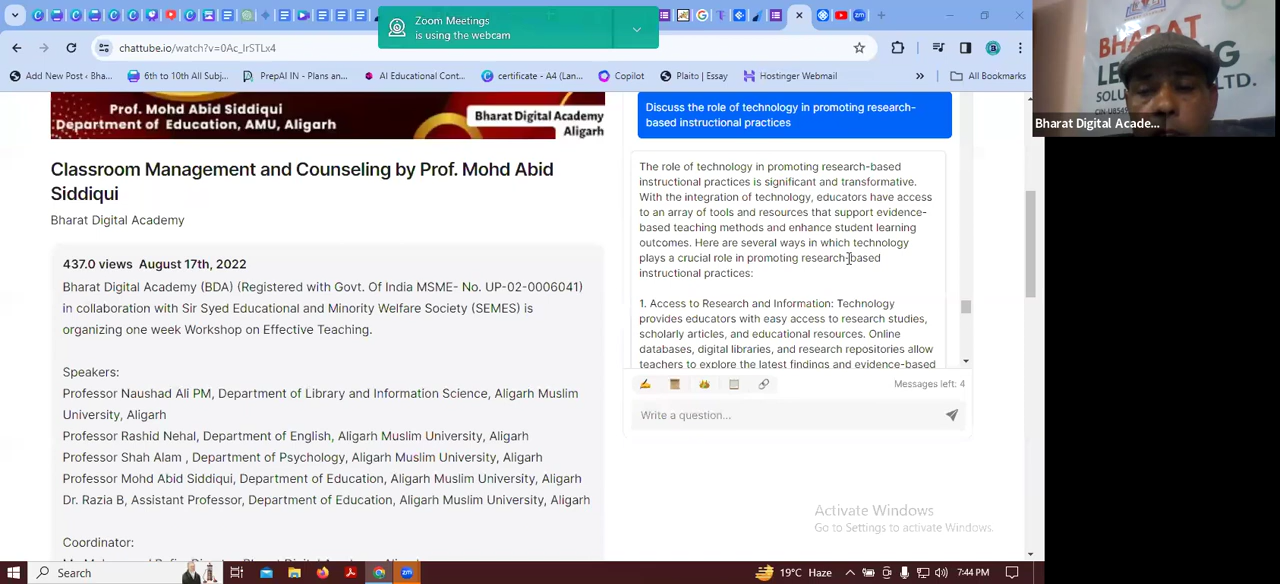 Zoom Meetings
is using the webcam
chattube.io/watch?v=0Ac_IrSTLx4
Add New Post ‹ Bha...
6th to 10th All Subj...
PrepAI IN - Plans an...
AI Educational Cont...
certificate - A4 (Lan...
Copilot
Plaito | Essay
Hostinger Webmail
»
All Bookmarks
BHARAT
Bharat Digital Acade...
Prof. Mohd Abid Siddiqui
Department of Education, AMU, Aligarh
Bharat Digital Academy
Aligarh
Classroom Management and Counseling by Prof. Mohd Abid
Siddiqui
Bharat Digital Academy
437.0 views August 17th, 2022
Bharat Digital Academy (BDA) (Registered with Govt. Of India MSME- No. UP-02-0006041)
in collaboration with Sir Syed Educational and Minority Welfare Society (SEMES) is
organizing one week Workshop on Effective Teaching.
Speakers:
Professor Naushad Ali PM, Department of Library and Information Science, Aligarh Muslim
University, Aligarh
Professor Rashid Nehal, Department of English, Aligarh Muslim University, Aligarh
Professor Shah Alam , Department of Psychology, Aligarh Muslim University, Aligarh
Professor Mohd Abid Siddiqui, Department of Education, Aligarh Muslim University, Aligarh
Dr. Razia B, Assistant Professor, Department of Education, Aligarh Muslim University, Aligarh
Coordinator:
Discuss the role of technology in promoting research-
based instructional practices
The role of technology in promoting research-based
instructional practices is significant and transformative.
With the integration of technology, educators have access
to an array of tools and resources that support evidence-
based teaching methods and enhance student learning
outcomes. Here are several ways in which technology
plays a crucial role in promoting research-based
instructional practices:
1. Access to Research and Information: Technology
provides educators with easy access to research studies,
scholarly articles, and educational resources. Online
databases, digital libraries, and research repositories allow
teachers to explore the latest findings and evidence-based
Messages left: 4
Write a question...
Activate Windows
Go to Settings to activate Windows.
Search
19°C Haze
7:44 PM